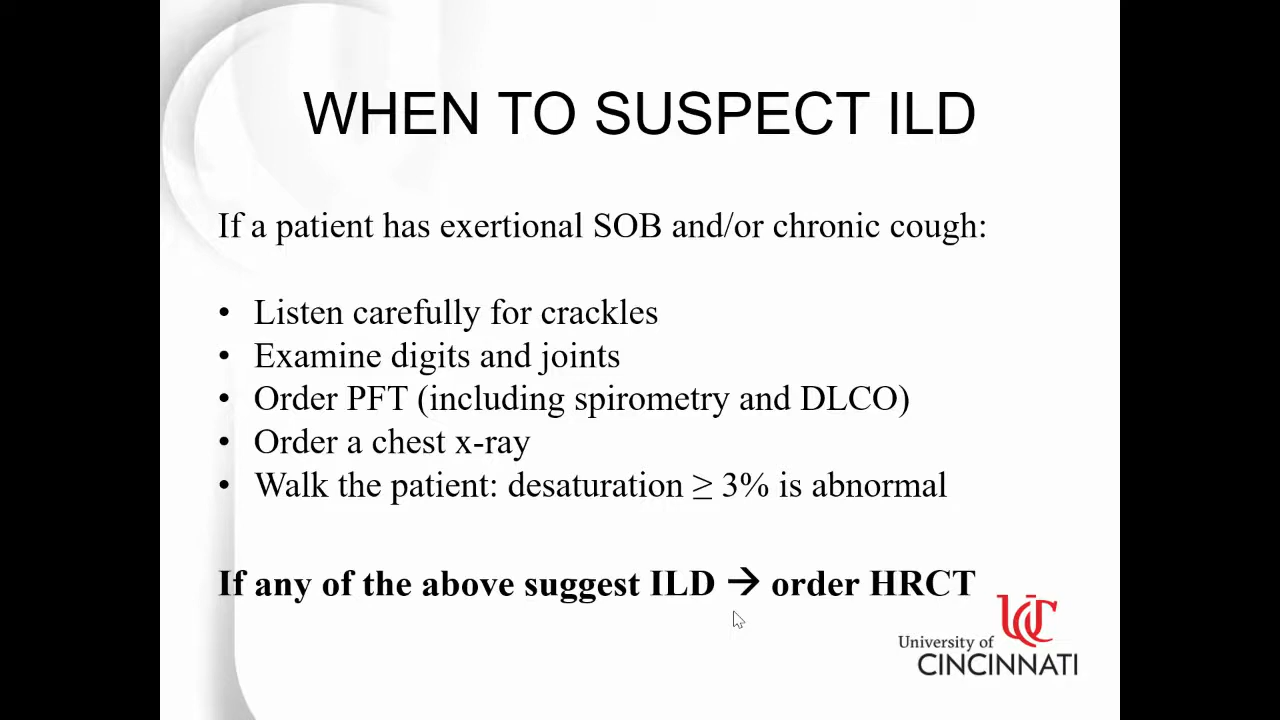 WHEN TO SUSPECT ILD
If a patient has exertional SOB and/or chronic cough:
• Listen carefully for crackles
• Examine digits and joints
• Order PFT (including spirometry and DLCO)
• Order a chest x-ray
• Walk the patient: desaturation ≥ 3% is abnormal
If any of the above suggest ILD → order HRCT
UC
University of
CINCINNATI